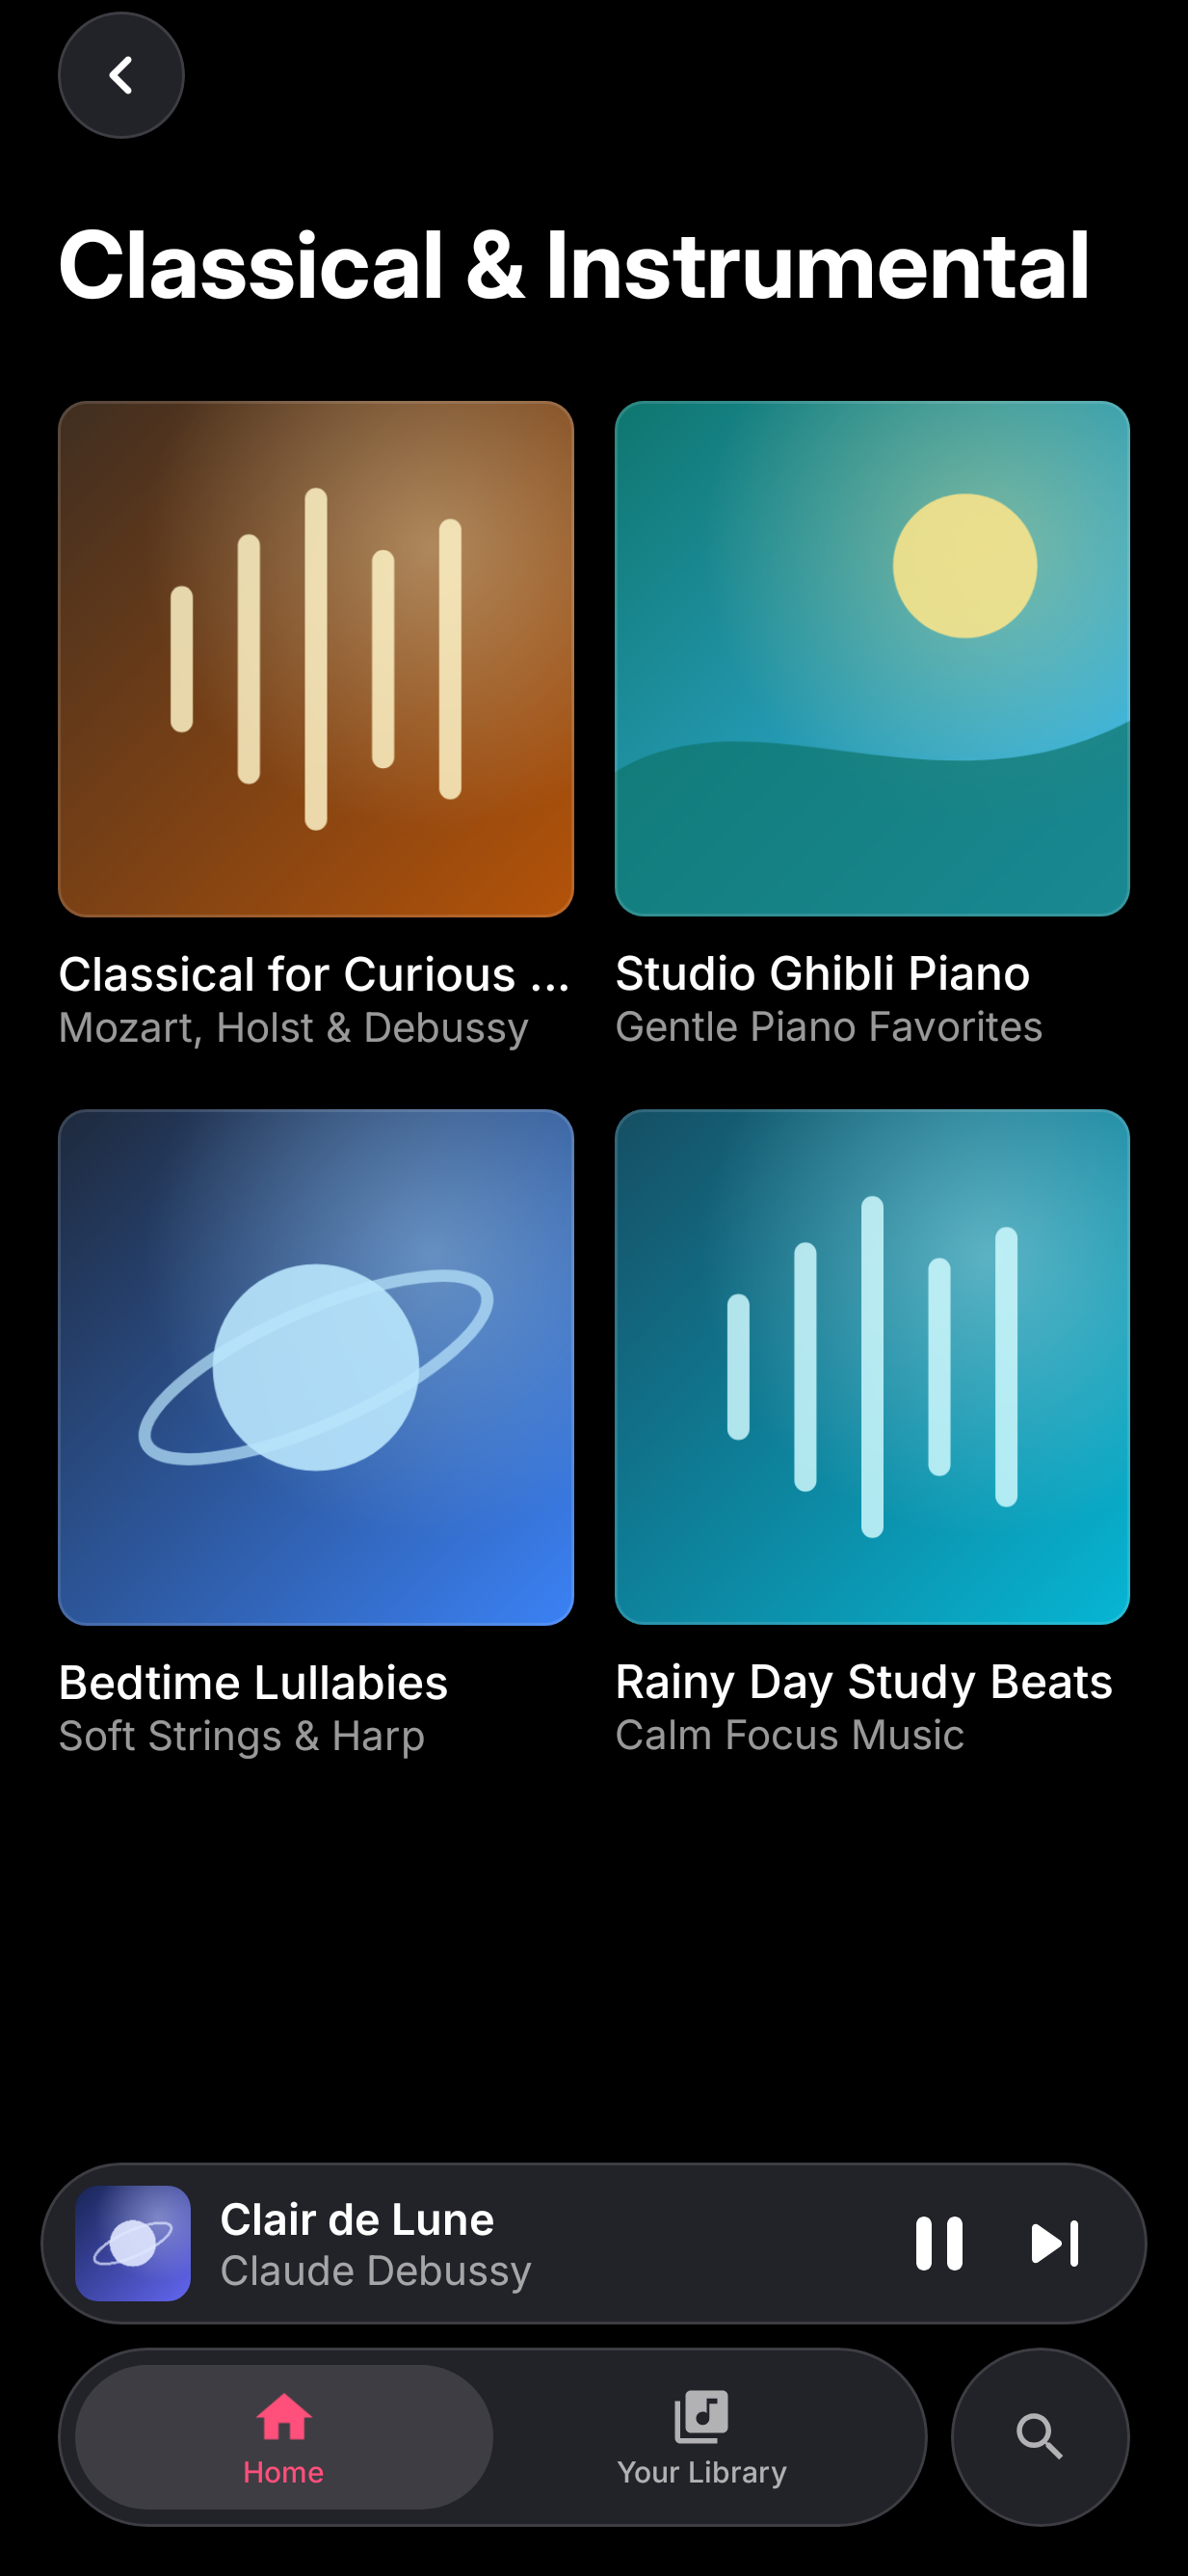 Classical & Instrumental
Classical for Curious ...
Mozart, Holst & Debussy
Studio Ghibli Piano
Gentle Piano Favorites
Bedtime Lullabies
Soft Strings & Harp
Rainy Day Study Beats
Calm Focus Music
Clair de Lune
Claude Debussy
Home
Your Library